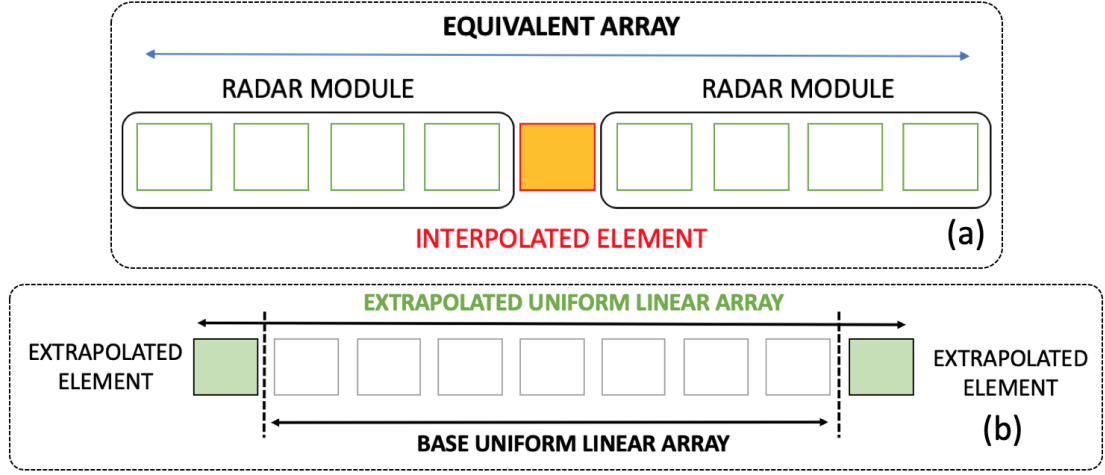 EQUIVALENT ARRAY
RADAR MODULE
RADAR MODULE
INTERPOLATED ELEMENT
(a)
EXTRAPOLATED UNIFORM LINEAR ARRAY
EXTRAPOLATED
ELEMENT
EXTRAPOLATED
ELEMENT
BASE UNIFORM LINEAR ARRAY
(b)